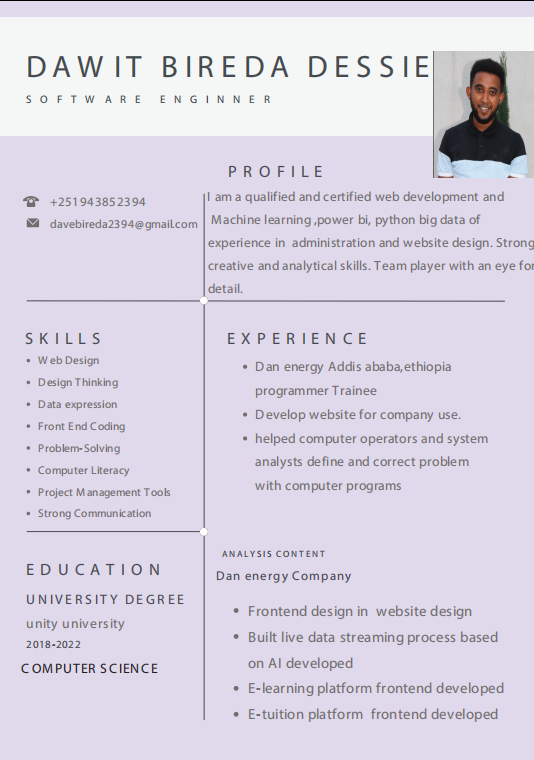 DAWIT BIREDA DESSIE
SOFTWARE ENGINNER
PROFILE
+251943852394
davebireda2394@gmail.com
I am a qualified and certified web development and
Machine learning ,power bi, python big data of
experience in administration and website design. Strong
creative and analytical skills. Team player with an eye for
detail.
SKILLS
• Web Design
• Design Thinking
• Data expression
• Front End Coding
• Problem-Solving
• Computer Literacy
• Project Management Tools
• Strong Communication
EXPERIENCE
• Dan energy Addis ababa,ethiopia
programmer Trainee
• Develop website for company use.
• helped computer operators and system
analysts define and correct problem
with computer programs
EDUCATION
UNIVERSITY DEGREE
unity university
2018-2022
COMPUTER SCIENCE
ANALYSIS CONTENT
Dan energy Company
• Frontend design in website design
• Built live data streaming process based
on AI developed
• E-learning platform frontend developed
• E-tuition platform frontend developed